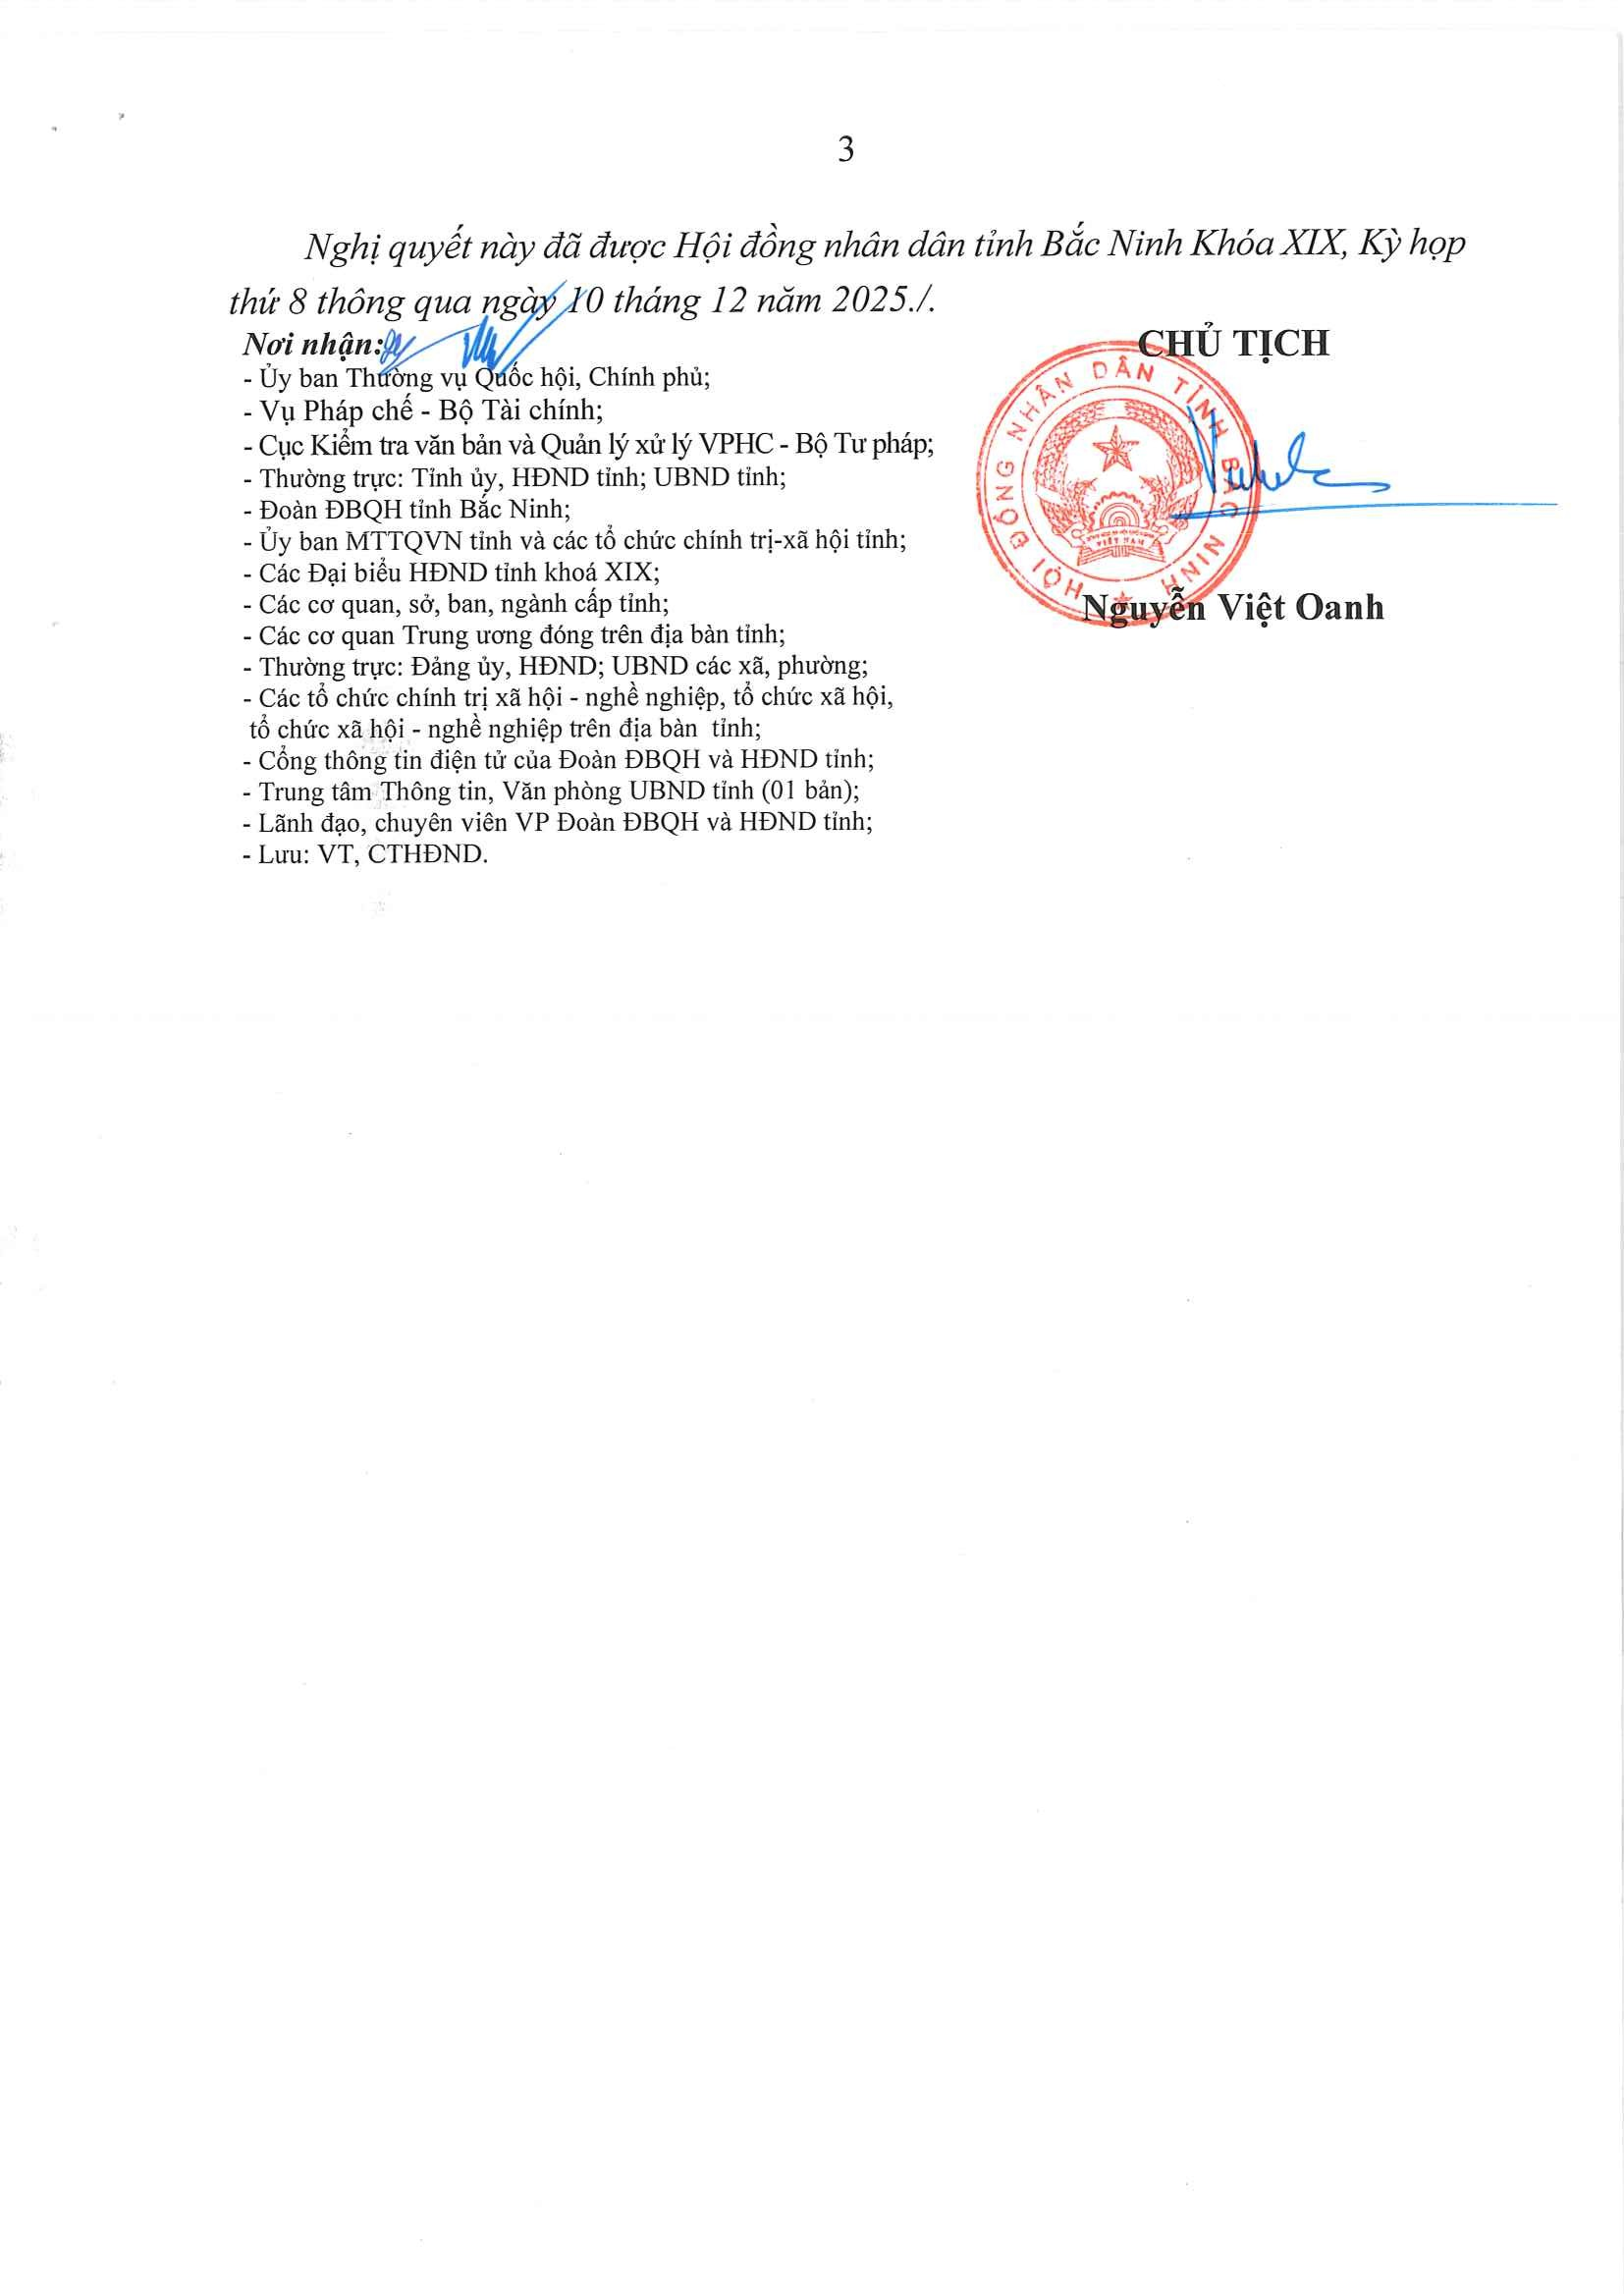 3
Nghị quyết này đã được Hội đồng nhân dân tỉnh Bắc Ninh Khóa XIX, Kỳ họp
thứ 8 thông qua ngày 10 tháng 12 năm 2025./.
Nơi nhận:
- Ủy ban Thường vụ Quốc hội, Chính phủ;
- Vụ Pháp chế - Bộ Tài chính;
- Cục Kiểm tra văn bản và Quản lý xử lý VPHC - Bộ Tư pháp;
- Thường trực: Tỉnh ủy, HĐND tỉnh; UBND tỉnh;
- Đoàn ĐBQH tỉnh Bắc Ninh;
- Ủy ban MTTQVN tỉnh và các tổ chức chính trị-xã hội tỉnh;
- Các Đại biểu HĐND tỉnh khoá XIX;
- Các cơ quan, sở, ban, ngành cấp tỉnh;
- Các cơ quan Trung ương đóng trên địa bàn tỉnh;
- Thường trực: Đảng ủy, HĐND; UBND các xã, phường;
- Các tổ chức chính trị xã hội - nghề nghiệp, tổ chức xã hội,
tổ chức xã hội - nghề nghiệp trên địa bàn tỉnh;
- Cổng thông tin điện tử của Đoàn ĐBQH và HĐND tỉnh;
- Trung tâm Thông tin, Văn phòng UBND tỉnh (01 bản);
- Lãnh đạo, chuyên viên VP Đoàn ĐBQH và HĐND tỉnh;
- Lưu: VT, CTHĐND.
CHỦ TỊCH
HỘI ĐỒNG NHÂN DÂN TỈNH BẮC NINH
VIỆT NAM
Nguyễn Việt Oanh